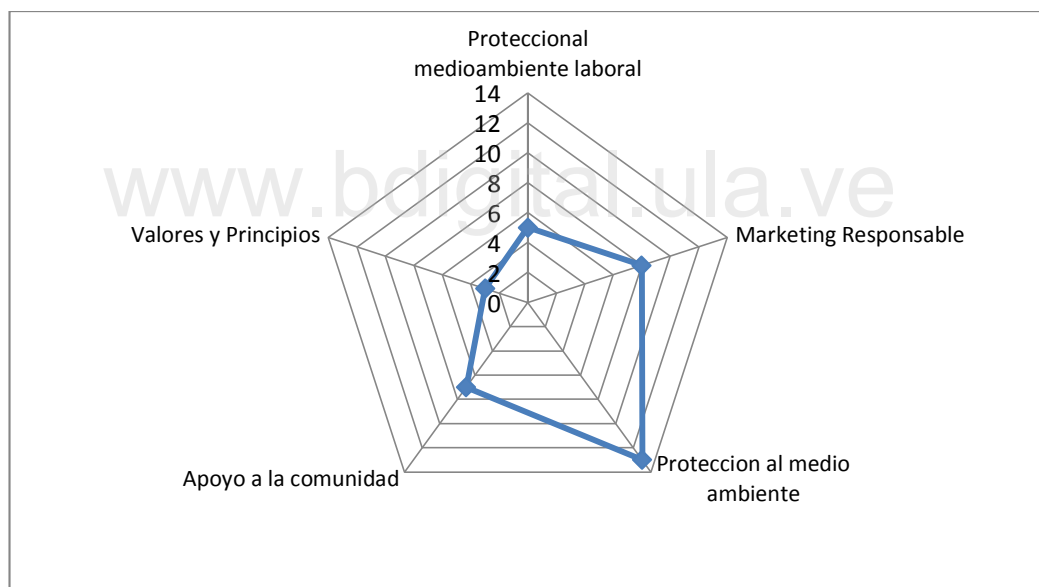 Proteccional
medioambiente laboral
14
12
10
8
6
4
2
0
www.bdigital.ula.ve
Valores y Principios
Marketing Responsable
Apoyo a la comunidad
Proteccion al medio
ambiente